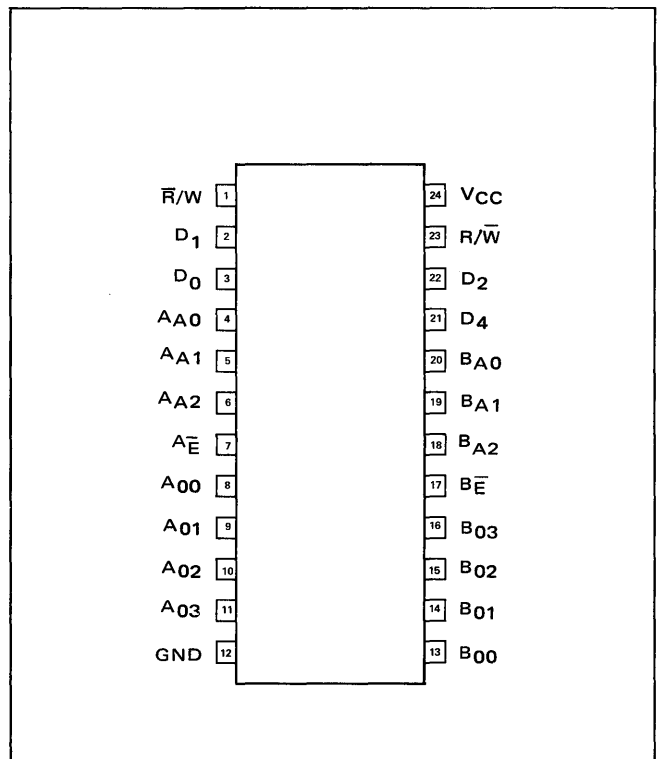 R̅/W 1 24 VCC
D1 2 23 R/W̅
D0 3 22 D2
AA0 4 21 D4
AA1 5 20 BA0
AA2 6 19 BA1
AE̅ 7 18 BA2
A00 8 17 BE̅
A01 9 16 B03
A02 10 15 B02
A03 11 14 B01
GND 12 13 B00